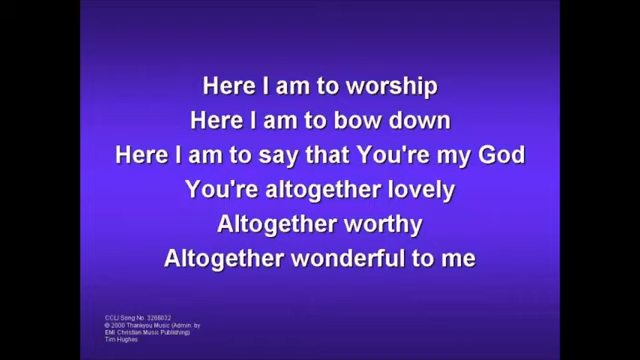 Here I am to worship
Here I am to bow down
Here I am to say that You're my God
You're altogether lovely
Altogether worthy
Altogether wonderful to me
CCLI Song No. 3266032
© 2000 Thankyou Music (Admin. by
EMI Christian Music Publishing)
Tim Hughes